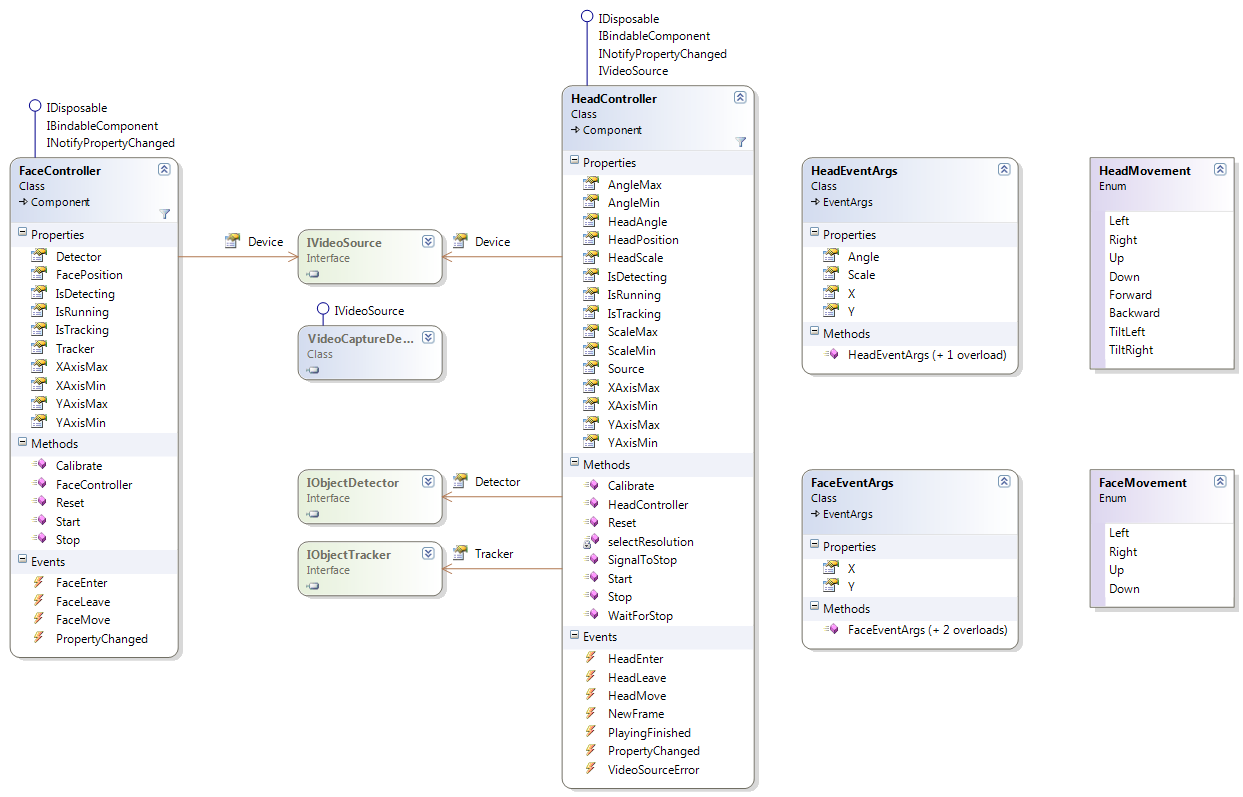 IDisposable
IBindableComponent
INotifyPropertyChanged
FaceController
Class
Component
Properties
Detector
FacePosition
IsDetecting
IsRunning
IsTracking
Tracker
XAxisMax
XAxisMin
YAxisMax
YAxisMin
Methods
Calibrate
FaceController
Reset
Start
Stop
Events
FaceEnter
FaceLeave
FaceMove
PropertyChanged
Device
IVideoSource
Interface
Device
IVideoSource
VideoCaptureDe...
Class
IObjectDetector
Interface
Detector
IObjectTracker
Interface
Tracker
IDisposable
IBindableComponent
INotifyPropertyChanged
IVideoSource
HeadController
Class
Component
Properties
AngleMax
AngleMin
HeadAngle
HeadPosition
HeadScale
IsDetecting
IsRunning
IsTracking
ScaleMax
ScaleMin
Source
XAxisMax
XAxisMin
YAxisMax
YAxisMin
Methods
Calibrate
HeadController
Reset
selectResolution
SignalToStop
Start
Stop
WaitForStop
Events
HeadEnter
HeadLeave
HeadMove
NewFrame
PlayingFinished
PropertyChanged
VideoSourceError
HeadEventArgs
Class
EventArgs
Properties
Angle
Scale
X
Y
Methods
HeadEventArgs (+ 1 overload)
HeadMovement
Enum
Left
Right
Up
Down
Forward
Backward
TiltLeft
TiltRight
FaceEventArgs
Class
EventArgs
Properties
X
Y
Methods
FaceEventArgs (+ 2 overloads)
FaceMovement
Enum
Left
Right
Up
Down